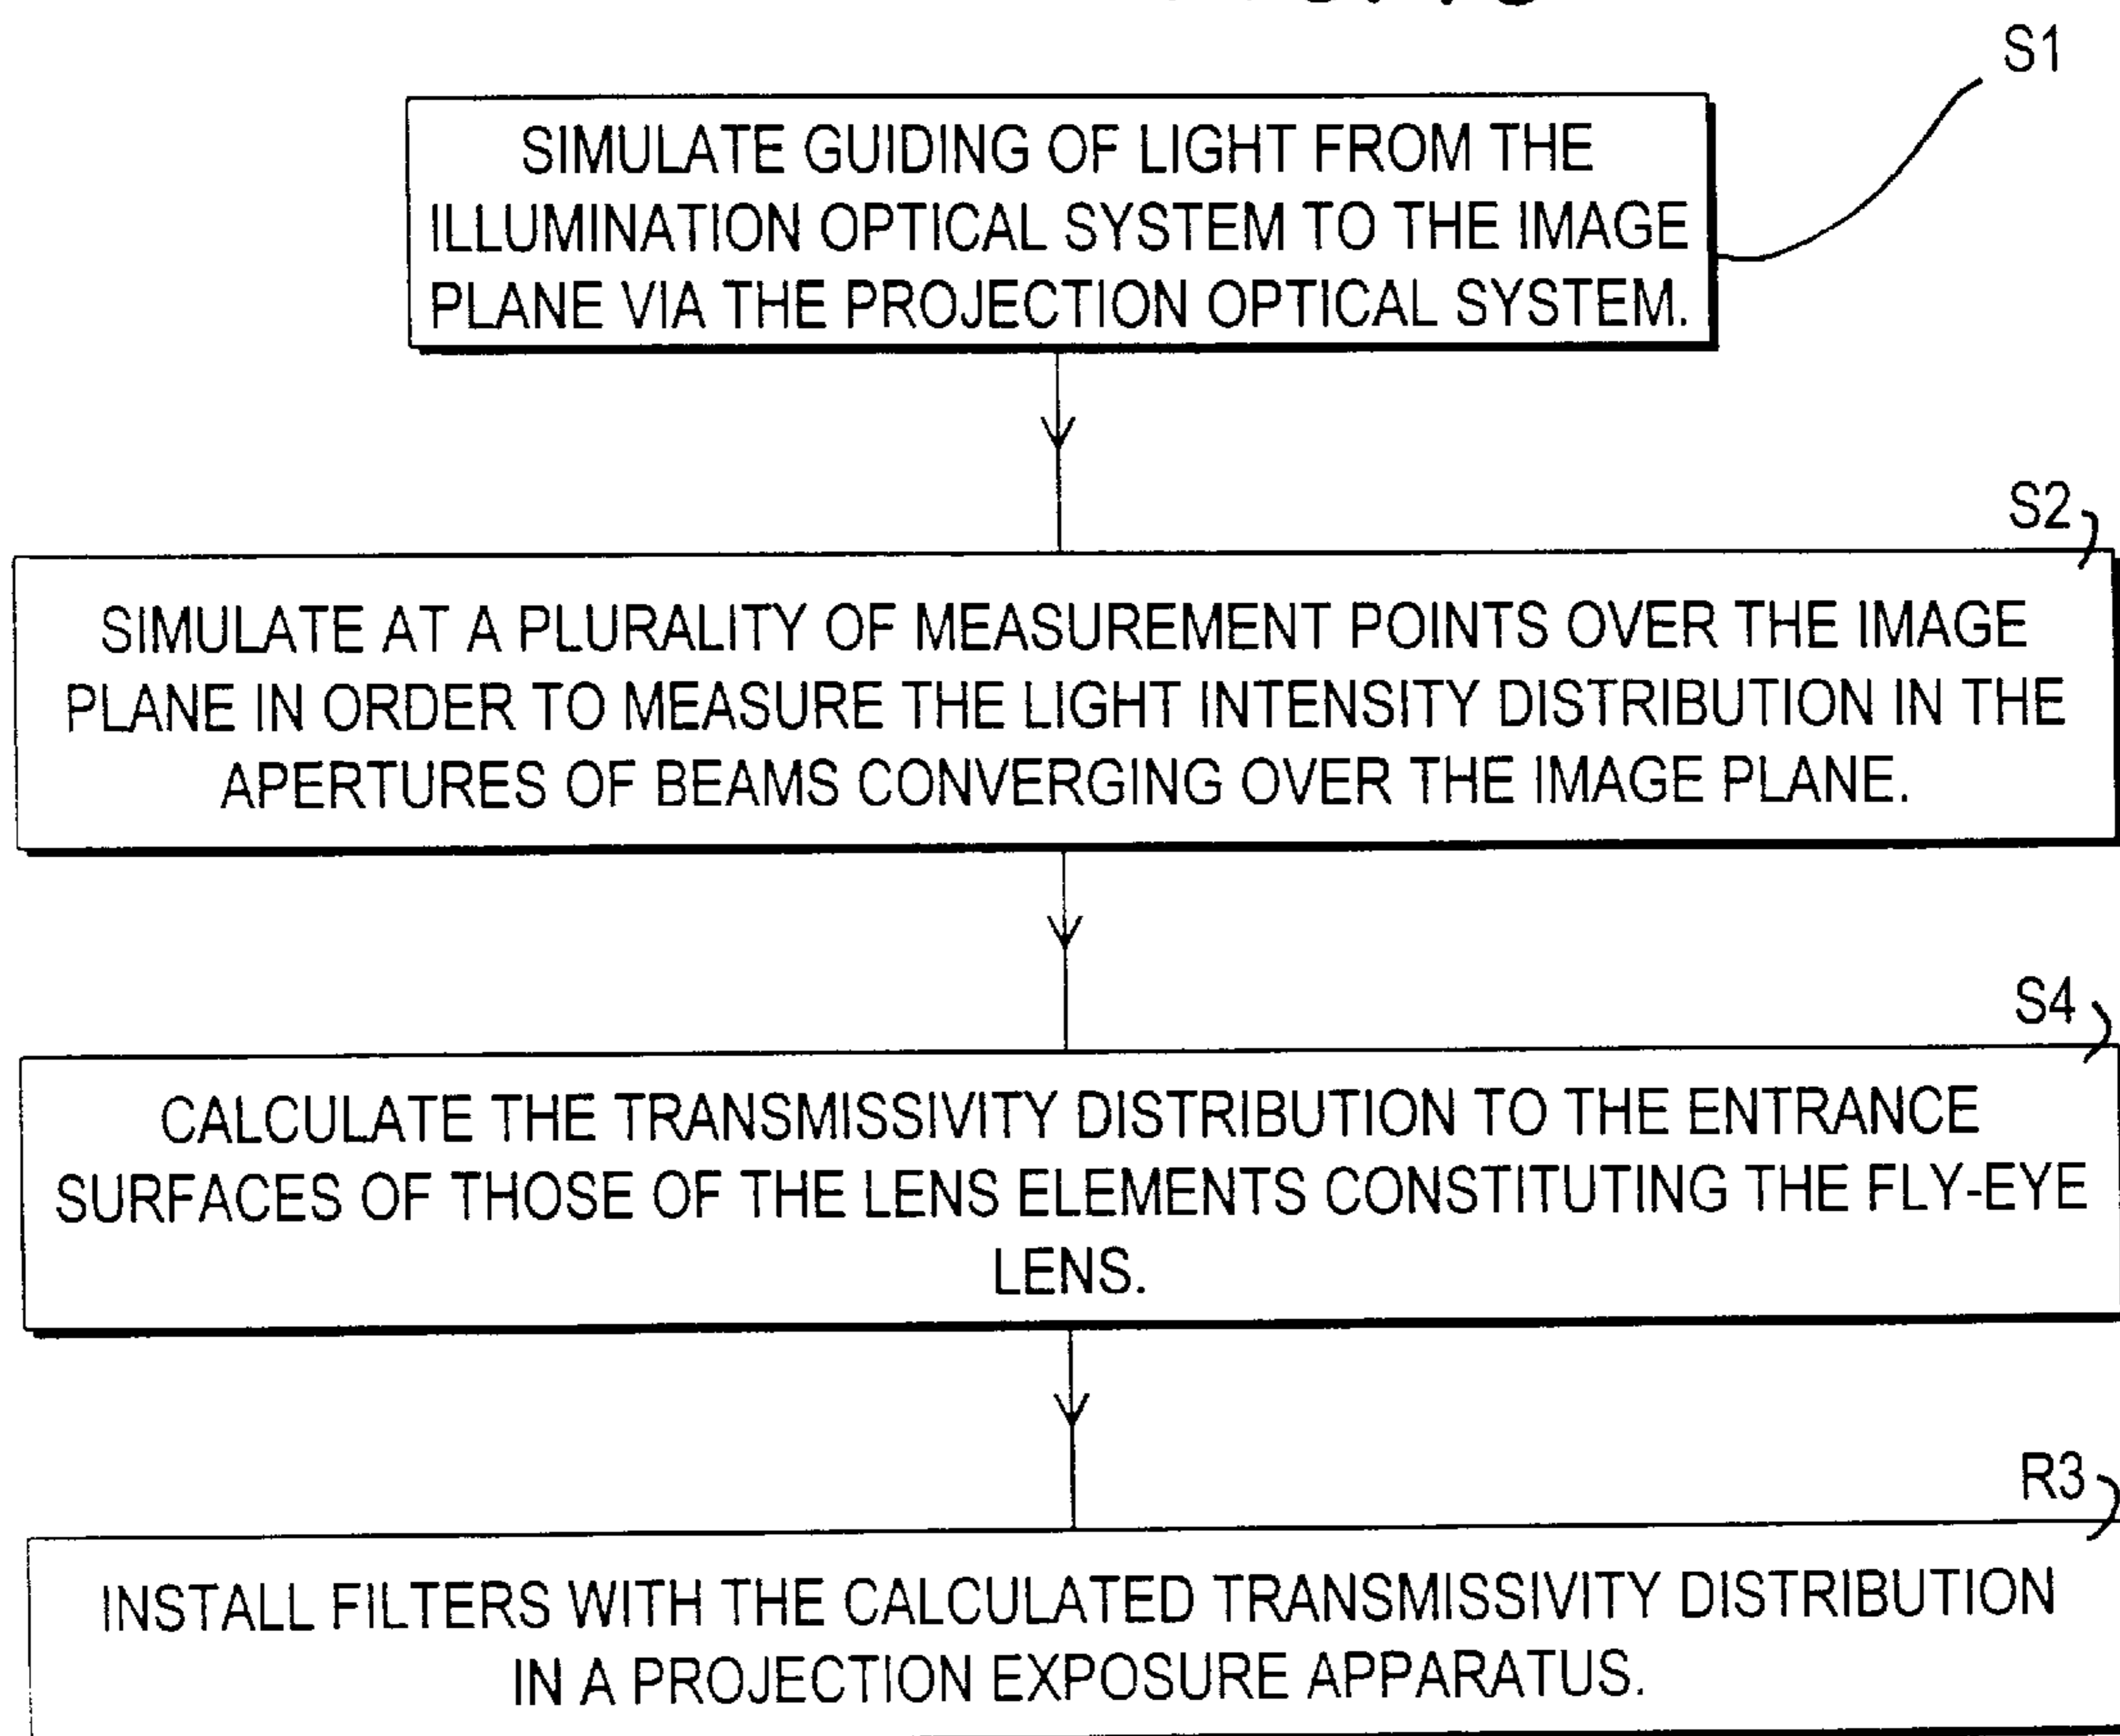 S1
SIMULATE GUIDING OF LIGHT FROM THE
ILLUMINATION OPTICAL SYSTEM TO THE IMAGE
PLANE VIA THE PROJECTION OPTICAL SYSTEM.
S2
SIMULATE AT A PLURALITY OF MEASUREMENT POINTS OVER THE IMAGE
PLANE IN ORDER TO MEASURE THE LIGHT INTENSITY DISTRIBUTION IN THE
APERTURES OF BEAMS CONVERGING OVER THE IMAGE PLANE.
S4
CALCULATE THE TRANSMISSIVITY DISTRIBUTION TO THE ENTRANCE
SURFACES OF THOSE OF THE LENS ELEMENTS CONSTITUTING THE FLY-EYE
LENS.
R3
INSTALL FILTERS WITH THE CALCULATED TRANSMISSIVITY DISTRIBUTION
IN A PROJECTION EXPOSURE APPARATUS.